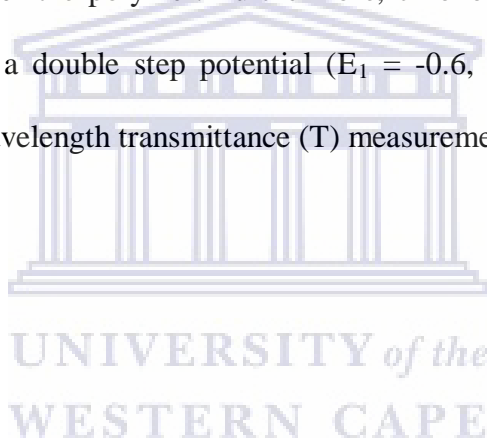 a double step potential (E₁ = -0.6,
velength transmittance (T) measureme
UNIVERSITY of the
WESTERN CAPE